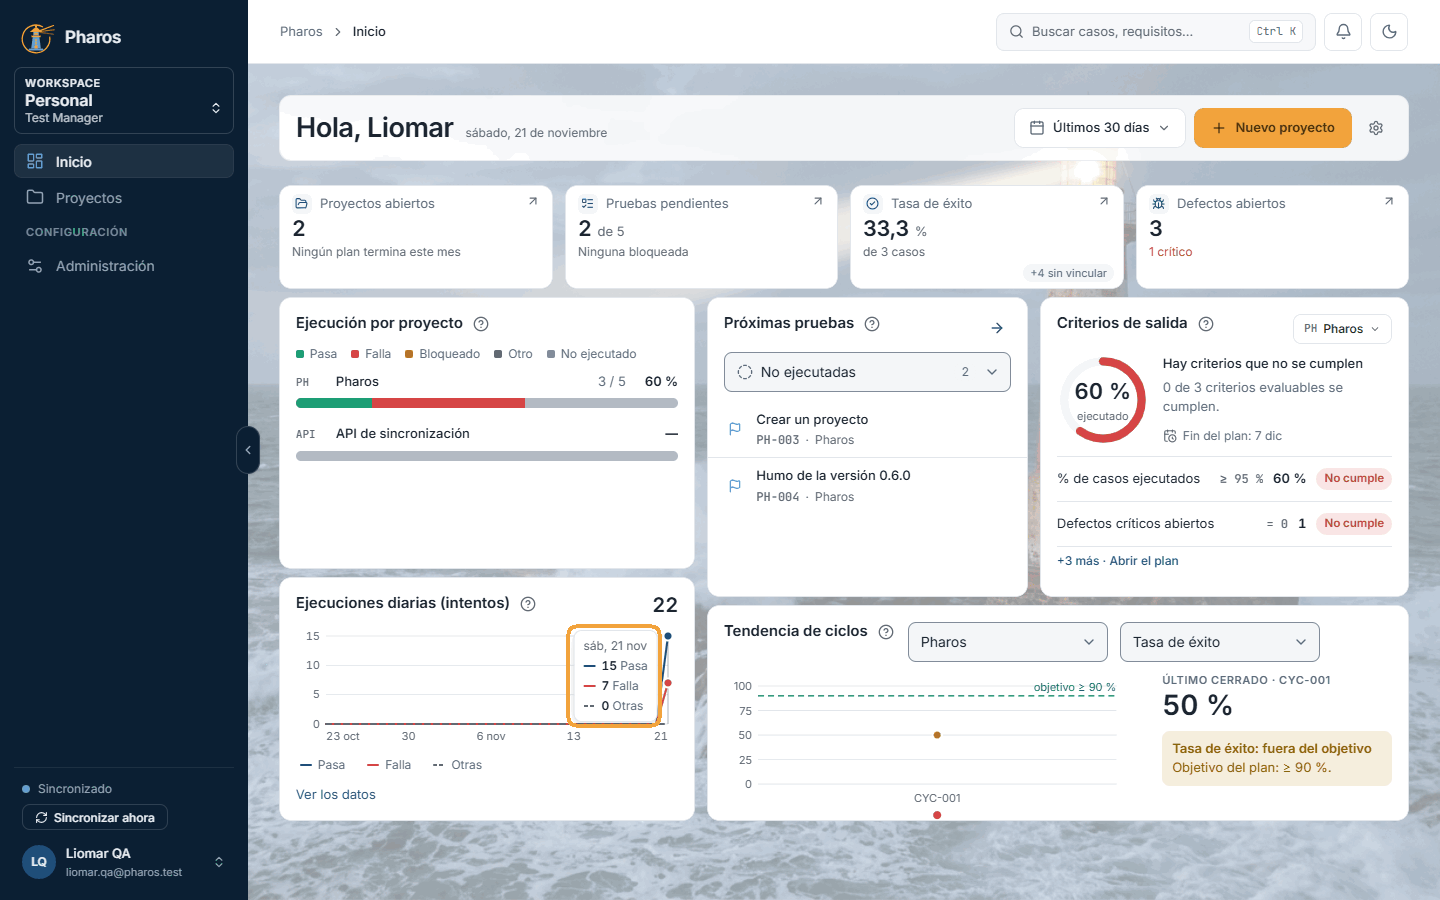 Pharos
WORKSPACE
Personal
Test Manager
Inicio
Proyectos
CONFIGURACIÓN
Administración
Sincronizado
Sincronizar ahora
LQ
Liomar QA
liomar.qa@pharos.test
Pharos > Inicio
Buscar casos, requisitos... Ctrl K
Hola, Liomar sábado, 21 de noviembre
Últimos 30 días
+ Nuevo proyecto
Proyectos abiertos
2
Ningún plan termina este mes
Pruebas pendientes
2 de 5
Ninguna bloqueada
Tasa de éxito
33,3 %
de 3 casos
+4 sin vincular
Defectos abiertos
3
1 crítico
Ejecución por proyecto
Pasa Falla Bloqueado Otro No ejecutado
PH Pharos 3 / 5 60 %
API API de sincronización —
Próximas pruebas
No ejecutadas 2
Crear un proyecto
PH-003 · Pharos
Humo de la versión 0.6.0
PH-004 · Pharos
Criterios de salida
PH Pharos
60 %
ejecutado
Hay criterios que no se cumplen
0 de 3 criterios evaluables se
cumplen.
Fin del plan: 7 dic
% de casos ejecutados ≥ 95 % 60 % No cumple
Defectos críticos abiertos = 0 1 No cumple
+3 más · Abrir el plan
Ejecuciones diarias (intentos) 22
15
10
5
0
sáb, 21 nov
15 Pasa
7 Falla
0 Otras
23 oct 30 6 nov 13 21
Pasa Falla Otras
Ver los datos
Tendencia de ciclos
Pharos
Tasa de éxito
100
75
50
25
0
objetivo ≥ 90 %
CYC-001
ÚLTIMO CERRADO · CYC-001
50 %
Tasa de éxito: fuera del objetivo
Objetivo del plan: ≥ 90 %.